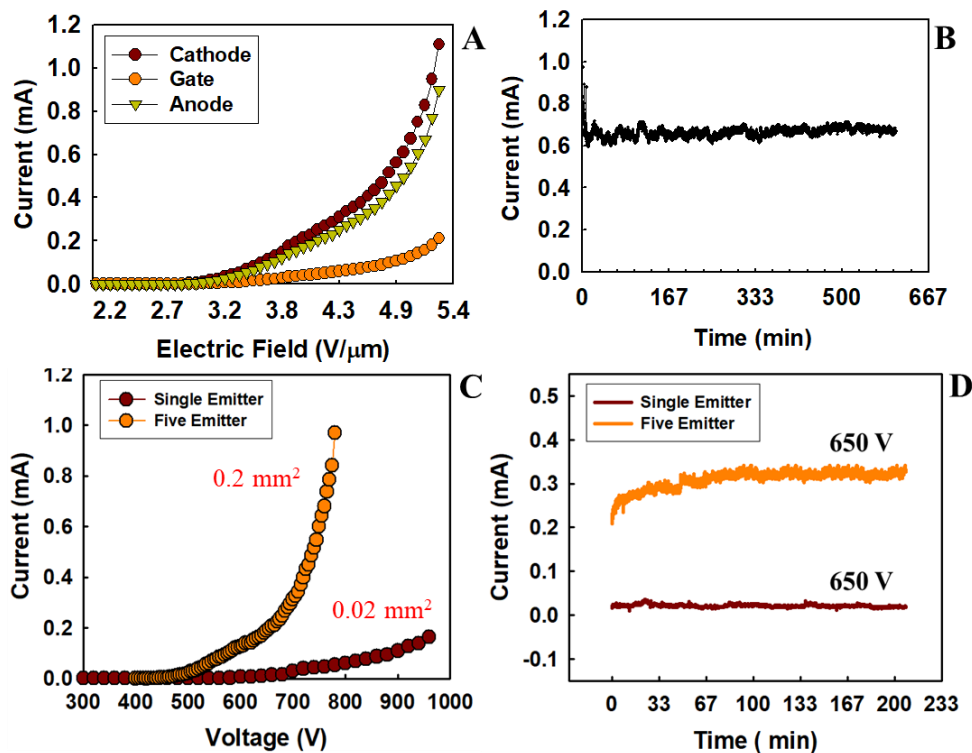 A
Cathode
Gate
Anode
Current (mA)
1.2
1.0
0.8
0.6
0.4
0.2
0.0
2.2 2.7 3.2 3.8 4.3 4.9 5.4
Electric Field (V/μm)
B
Current (mA)
1.2
1.0
0.8
0.6
0.4
0.2
0.0
0 167 333 500 667
Time (min)
C
Single Emitter
Five Emitter
0.2 mm²
0.02 mm²
Current (mA)
1.2
1.0
0.8
0.6
0.4
0.2
0.0
300 400 500 600 700 800 900 1000
Voltage (V)
D
Single Emitter
Five Emitter
650 V
650 V
Current (mA)
0.5
0.4
0.3
0.2
0.1
0.0
-0.1
0 33 67 100 133 167 200 233
Time ( min)